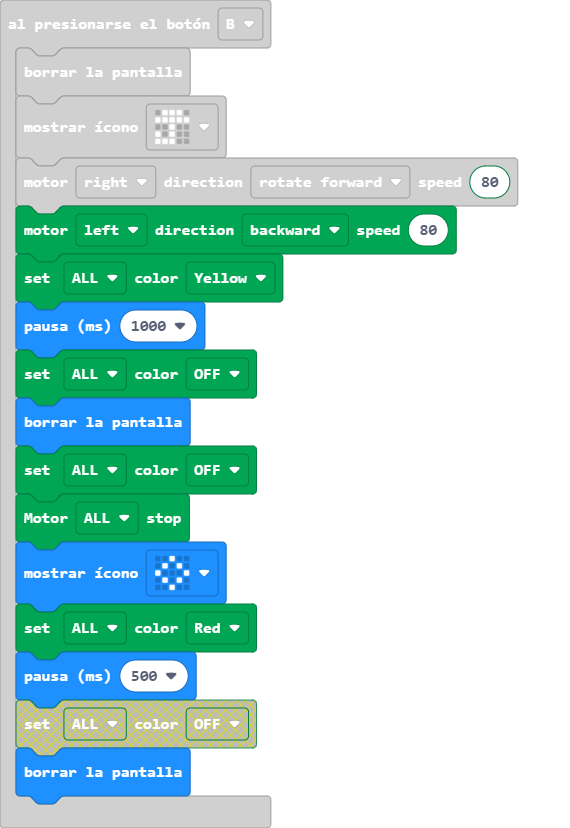 al presionarse el botón B
borrar la pantalla
mostrar ícono
motor right direction rotate forward speed 80
motor left direction backward speed 80
set ALL color Yellow
pausa (ms) 1000
set ALL color OFF
borrar la pantalla
set ALL color OFF
Motor ALL stop
mostrar ícono
set ALL color Red
pausa (ms) 500
set ALL color OFF
borrar la pantalla